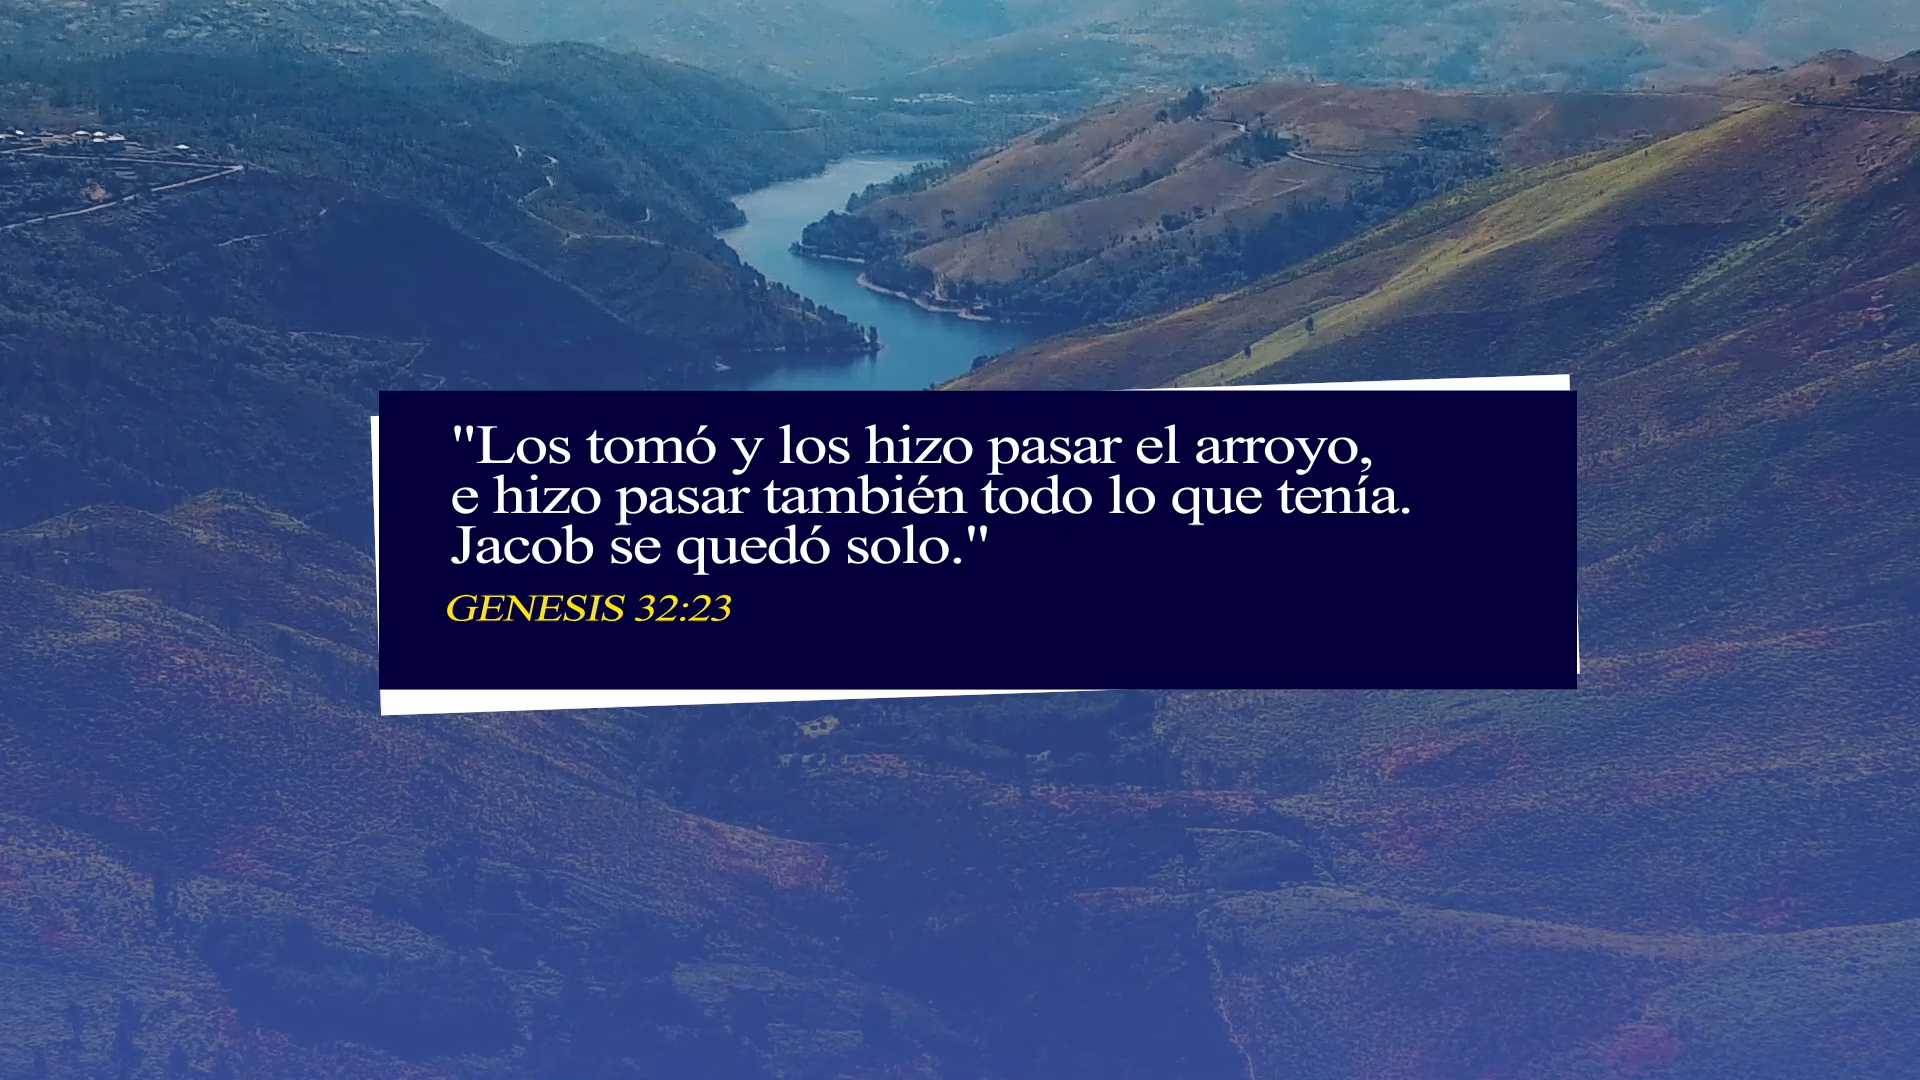 "Los tomó y los hizo pasar el arroyo,
e hizo pasar también todo lo que tenía.
Jacob se quedó solo."
GENESIS 32:23